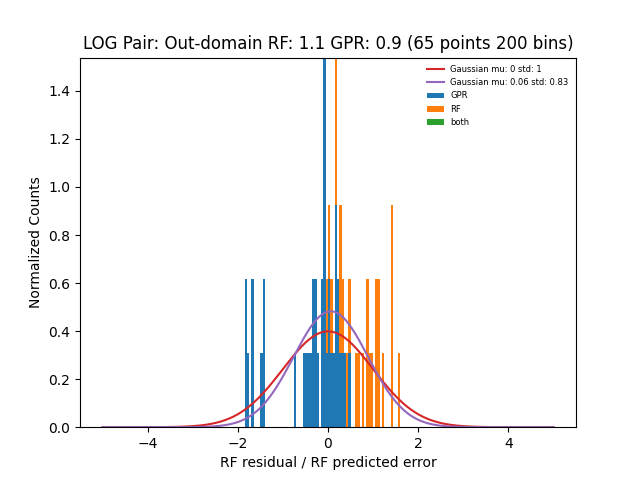 LOG Pair: Out-domain RF: 1.1 GPR: 0.9 (65 points 200 bins)
Gaussian mu: 0 std: 1
Gaussian mu: 0.06 std: 0.83
GPR
RF
both
1.4
1.2
1.0
0.8
0.6
0.4
0.2
0.0
Normalized Counts
−4
−2
0
2
4
RF residual / RF predicted error